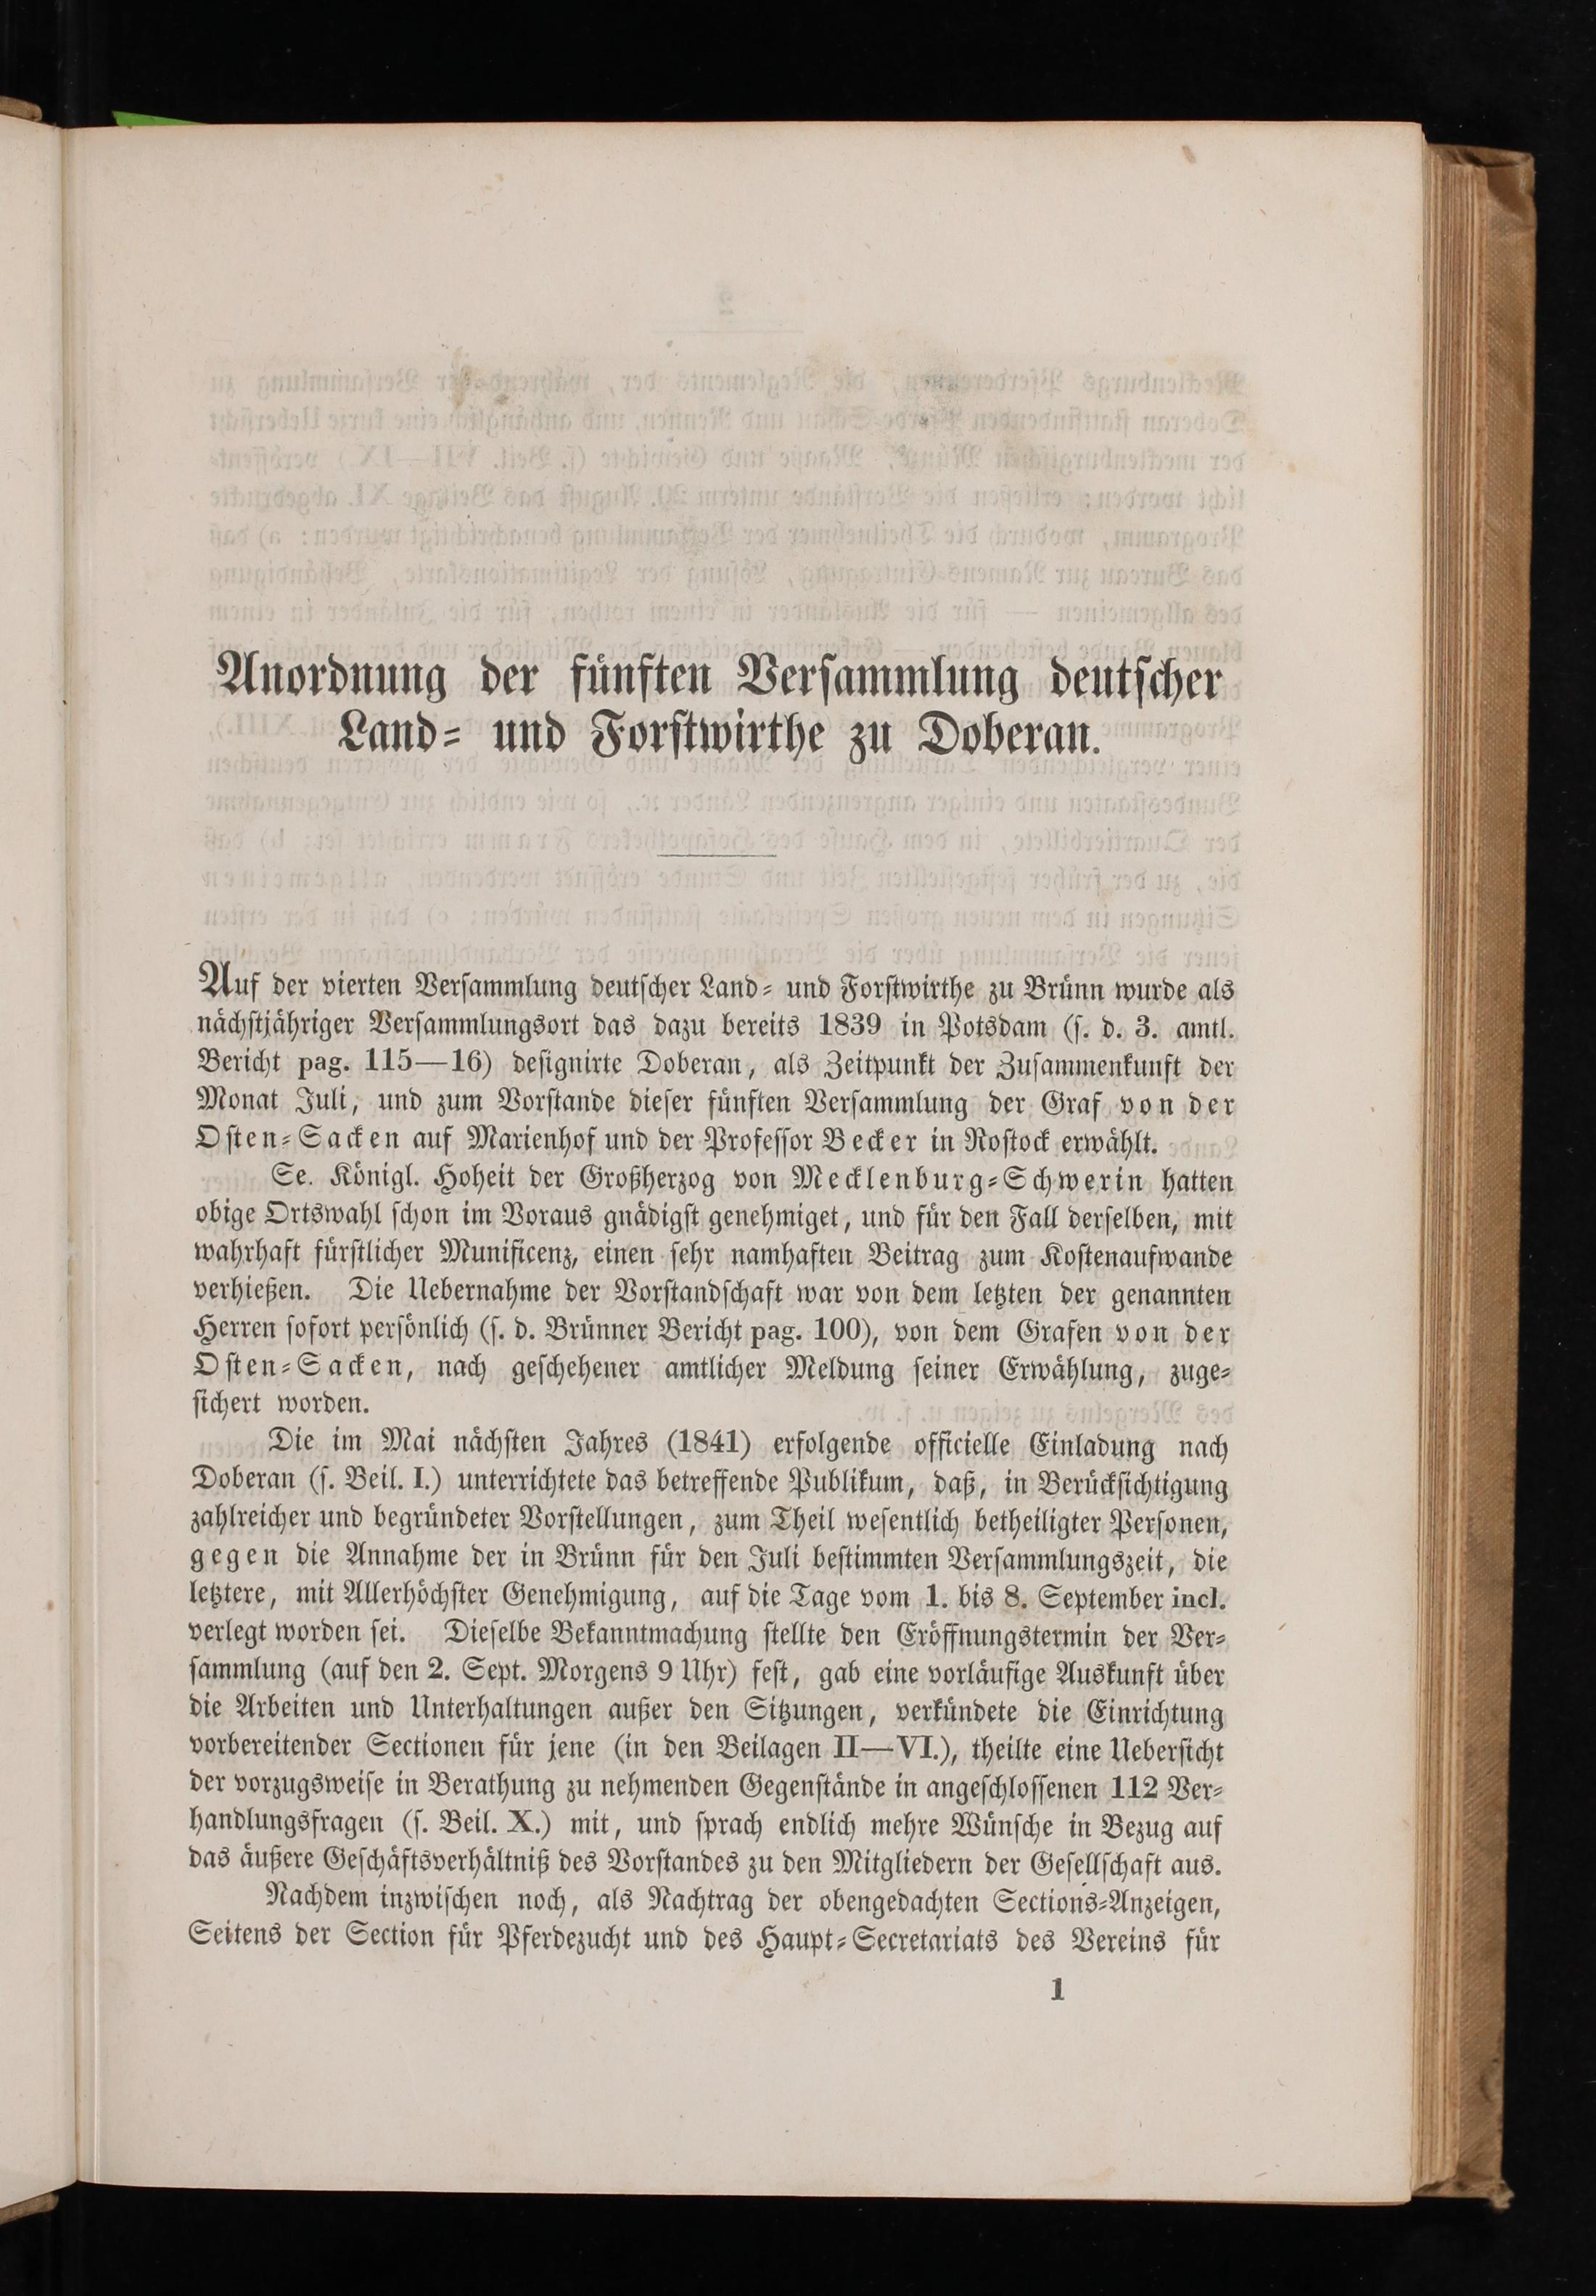 Anordnung der fünften Verſammlung deutſcher
Land- und Forſtwirthe zu Doberan.
Auf der vierten Verſammlung deutſcher Land- und Forſtwirthe zu Brünn wurde als
nächſtjähriger Verſammlungsort das dazu bereits 1839 in Potsdam (ſ. d. 3. amtl.
Bericht pag. 115—16) deſignirte Doberan, als Zeitpunkt der Zuſammenkunft der
Monat Juli, und zum Vorſtande dieſer fünften Verſammlung der Graf von der
Oſten-Sacken auf Marienhof und der Profeſſor Becker in Roſtock erwählt.
Se. Königl. Hoheit der Großherzog von Mecklenburg-Schwerin hatten
obige Ortswahl ſchon im Voraus gnädigſt genehmiget, und für den Fall derſelben, mit
wahrhaft fürſtlicher Munificenz, einen ſehr namhaften Beitrag zum Koſtenaufwande
verhießen. Die Uebernahme der Vorſtandſchaft war von dem letzten der genannten
Herren ſofort perſönlich (ſ. d. Brünner Bericht pag. 100), von dem Grafen von der
Oſten-Sacken, nach geſchehener amtlicher Meldung ſeiner Erwählung, zuge-
ſichert worden.
Die im Mai nächſten Jahres (1841) erfolgende officielle Einladung nach
Doberan (ſ. Beil. I.) unterrichtete das betreffende Publikum, daß, in Berückſichtigung
zahlreicher und begründeter Vorſtellungen, zum Theil weſentlich betheiligter Perſonen,
gegen die Annahme der in Brünn für den Juli beſtimmten Verſammlungszeit, die
letztere, mit Allerhöchſter Genehmigung, auf die Tage vom 1. bis 8. September incl.
verlegt worden ſei. Dieſelbe Bekanntmachung ſtellte den Eröffnungstermin der Ver-
ſammlung (auf den 2. Sept. Morgens 9 Uhr) feſt, gab eine vorläufige Auskunft über
die Arbeiten und Unterhaltungen außer den Sitzungen, verkündete die Einrichtung
vorbereitender Sectionen für jene (in den Beilagen II—VI.), theilte eine Ueberſicht
der vorzugsweiſe in Berathung zu nehmenden Gegenſtände in angeſchloſſenen 112 Ver-
handlungsfragen (ſ. Beil. X.) mit, und ſprach endlich mehre Wünſche in Bezug auf
das äußere Geſchäftsverhältniß des Vorſtandes zu den Mitgliedern der Geſellſchaft aus.
Nachdem inzwiſchen noch, als Nachtrag der obengedachten Sections-Anzeigen,
Seitens der Section für Pferdezucht und des Haupt-Secretariats des Vereins für
1